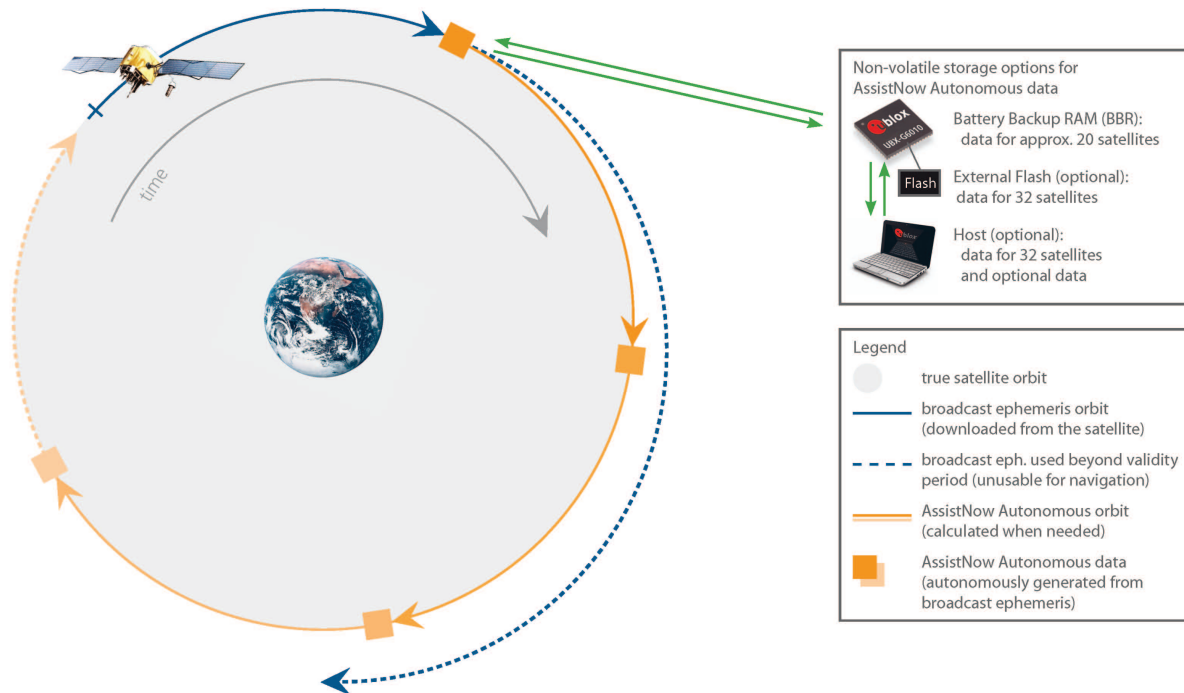 time
Non-volatile storage options for
AssistNow Autonomous data
blox
UBX-G6010
Battery Backup RAM (BBR):
data for approx. 20 satellites
Flash
External Flash (optional):
data for 32 satellites
blox
Host (optional):
data for 32 satellites
and optional data
Legend
true satellite orbit
broadcast ephemeris orbit
(downloaded from the satellite)
broadcast eph. used beyond validity
period (unusable for navigation)
AssistNow Autonomous orbit
(calculated when needed)
AssistNow Autonomous data
(autonomously generated from
broadcast ephemeris)